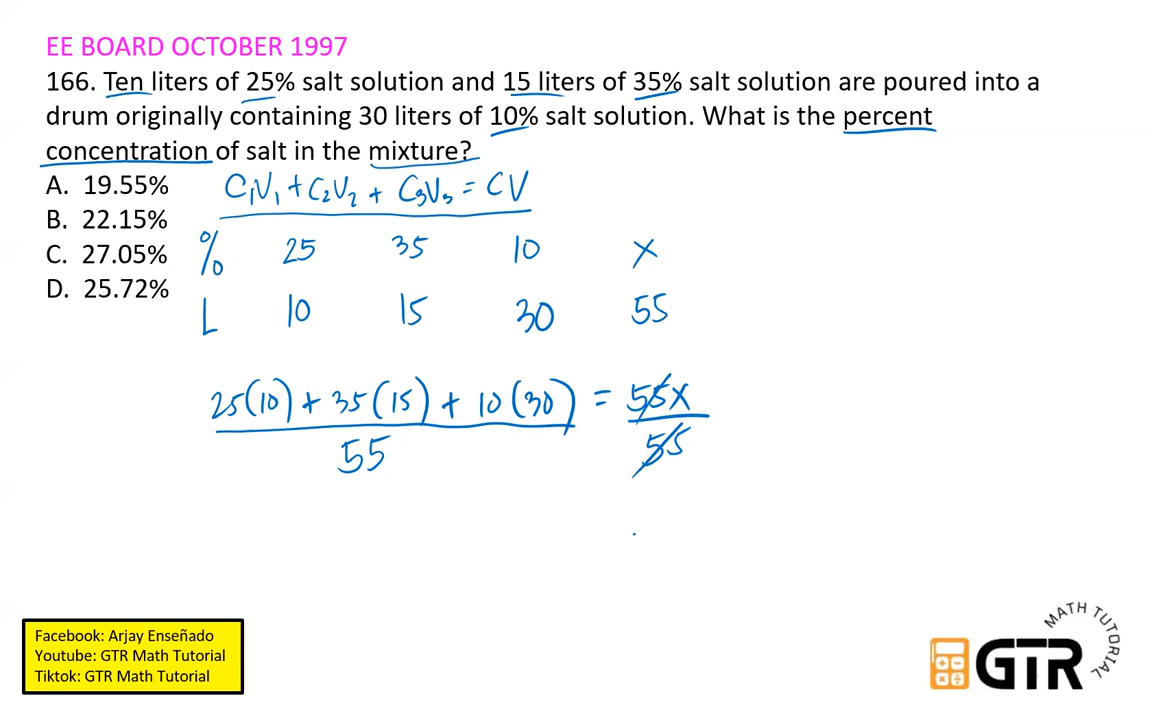 EE BOARD OCTOBER 1997
166. Ten liters of 25% salt solution and 15 liters of 35% salt solution are poured into a
drum originally containing 30 liters of 10% salt solution. What is the percent
concentration of salt in the mixture?
A. 19.55%
C₁V₁ + C₂V₂ + C₃V₃ = CV
B. 22.15%
C. 27.05%
% 25 35 10 X
D. 25.72%
L 10 15 30 55
25(10) + 35(15) + 10(30) = 55X
55 55
Facebook: Arjay Enseñado
Youtube: GTR Math Tutorial
Tiktok: GTR Math Tutorial
MATH TUTORIAL
GTR